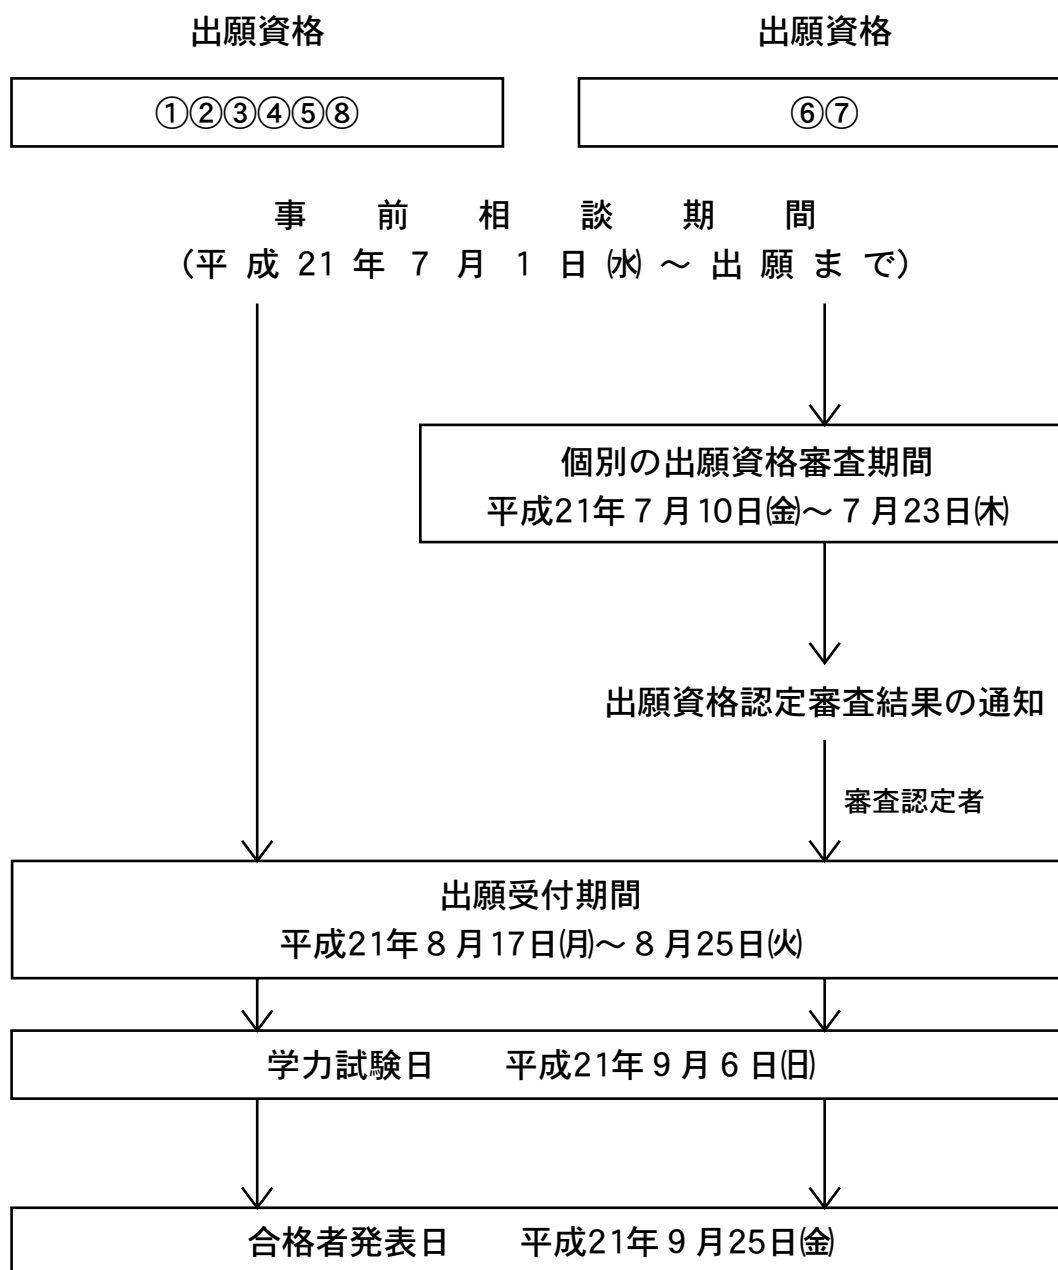 出願資格
出願資格
①②③④⑤⑧
⑥⑦
事前相談期間
（平成21年7月1日㈬～出願まで）
個別の出願資格審査期間
平成21年7月10日㈮～7月23日㈭
出願資格認定審査結果の通知
審査認定者
出願受付期間
平成21年8月17日㈪～8月25日㈫
学力試験日　平成21年9月6日㈰
合格者発表日　平成21年9月25日㈮